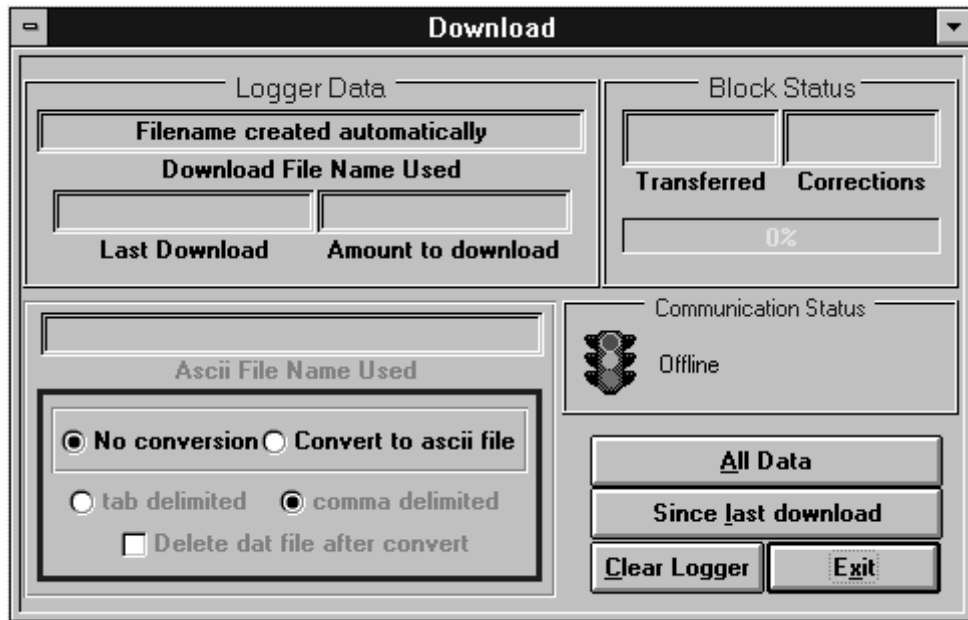 Download
Logger Data
Filename created automatically
Download File Name Used
Last Download
Amount to download
Block Status
Transferred
Corrections
0%
Ascii File Name Used
No conversion
Convert to ascii file
tab delimited
comma delimited
Delete dat file after convert
Communication Status
Offline
All Data
Since last download
Clear Logger
Exit